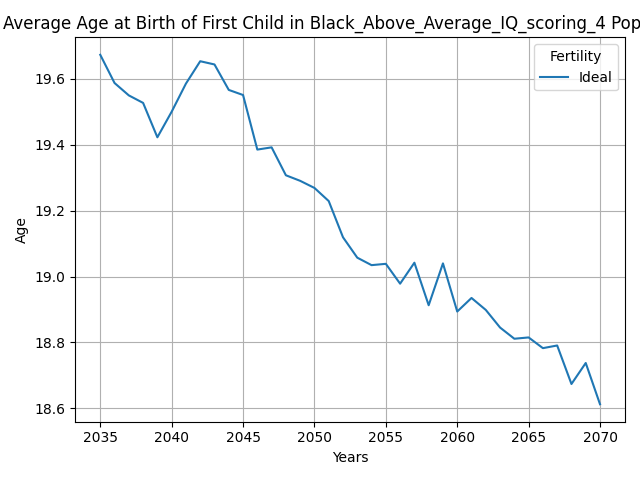 Average Age at Birth of First Child in Black_Above_Average_IQ_scoring_4 Pop
Fertility
Ideal
19.6
19.4
19.2
19.0
18.8
18.6
Age
2035 2040 2045 2050 2055 2060 2065 2070
Years